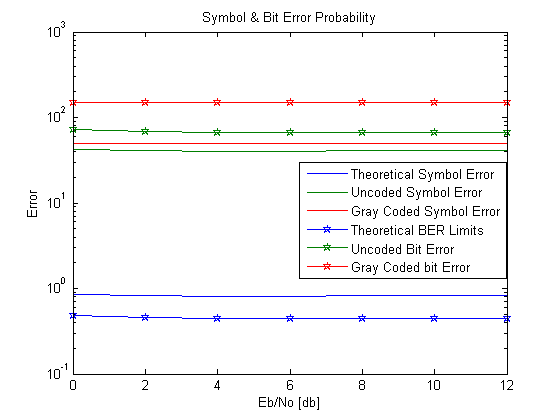 Symbol & Bit Error Probability
10^3
10^2
10^1
10^0
10^-1
Error
Theoretical Symbol Error
Uncoded Symbol Error
Gray Coded Symbol Error
Theoretical BER Limits
Uncoded Bit Error
Gray Coded bit Error
0 2 4 6 8 10 12
Eb/No [db]